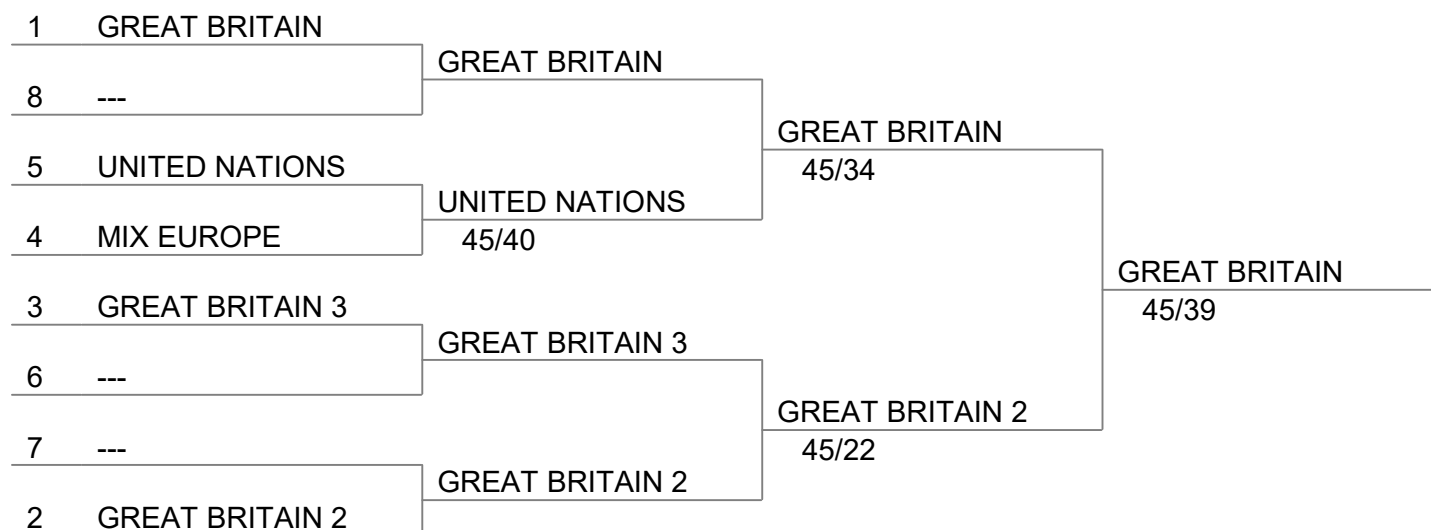 1 GREAT BRITAIN
GREAT BRITAIN
8 ---
GREAT BRITAIN
45/34
5 UNITED NATIONS
UNITED NATIONS
45/40
4 MIX EUROPE
GREAT BRITAIN
45/39
3 GREAT BRITAIN 3
GREAT BRITAIN 3
6 ---
GREAT BRITAIN 2
45/22
7 ---
GREAT BRITAIN 2
2 GREAT BRITAIN 2